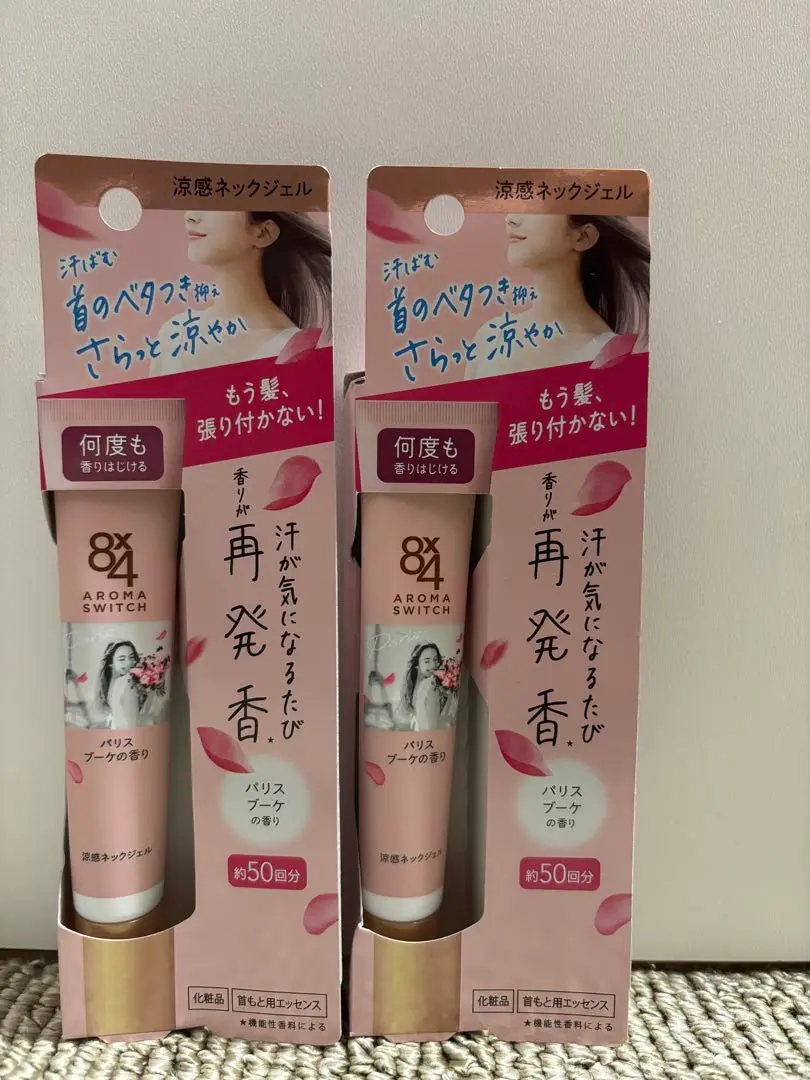 涼感ネックジェル
汗ばむ
首のベタつき抑え
さらっと涼やか
もう髪、
張り付かない!
何度も
香りはじける
汗が気になるたび
香りが
再発香★
8x4
AROMA
SWITCH
Paris
パリス
ブーケの香り
涼感ネックジェル
パリス
ブーケ
の香り
約50回分
化粧品
首もと用エッセンス
★機能性香料による
涼感ネックジェル
汗ばむ
首のベタつき抑え
さらっと涼やか
もう髪、
張り付かない!
何度も
香りはじける
汗が気になるたび
香りが
再発香★
8x4
AROMA
SWITCH
Paris
パリス
ブーケの香り
涼感ネックジェル
パリス
ブーケ
の香り
約50回分
化粧品
首もと用エッセンス
★機能性香料による